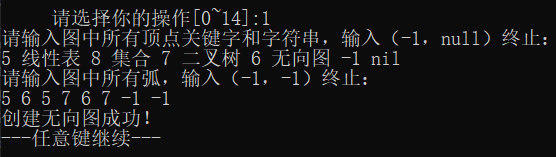 请选择你的操作[0~14]:1
请输入图中所有顶点关键字和字符串，输入（-1，null）终止：
5 线性表 8 集合 7 二叉树 6 无向图 -1 nil
请输入图中所有弧，输入（-1，-1）终止：
5 6 5 7 6 7 -1 -1
创建无向图成功！
---任意键继续---